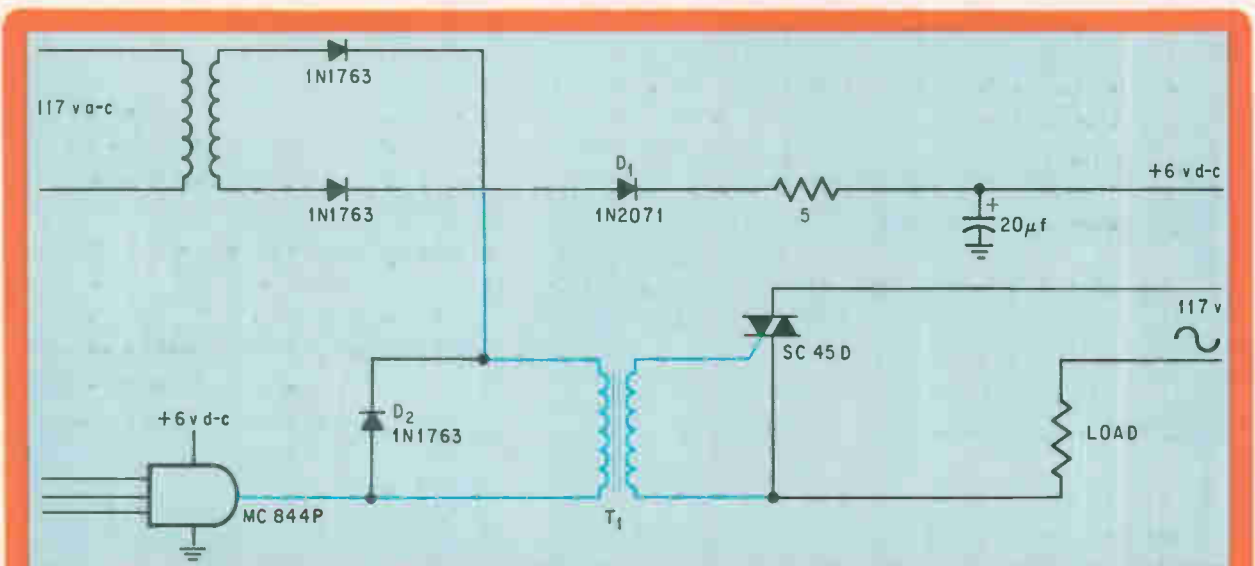 1N1763
117 v a-c
D1
+6 v d-c
1N1763
1N2071
5
+
20μf
117 v
SC 45 D
+6 v d-c
D2
1N1763
LOAD
MC 844P
T1